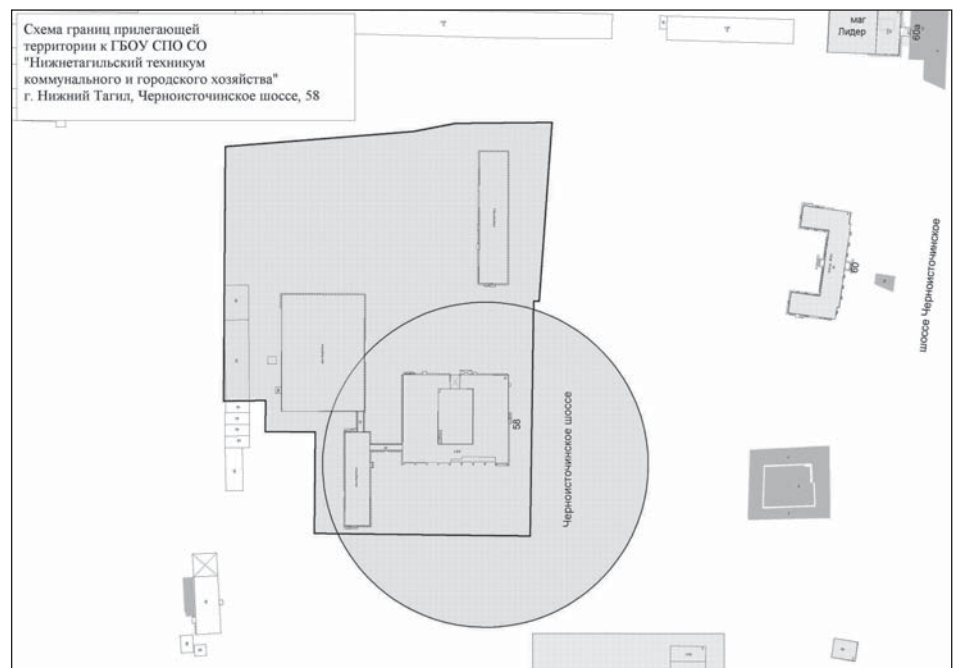 Схема границ прилегающей
территории к ГБОУ СПО СО
"Нижнетагильский техникум
коммунального и городского хозяйства"
г. Нижний Тагил, Черноисточинское шоссе, 58
маг
Лидер
60а
60
шоссе Черноисточинское
58
Черноисточинское шоссе